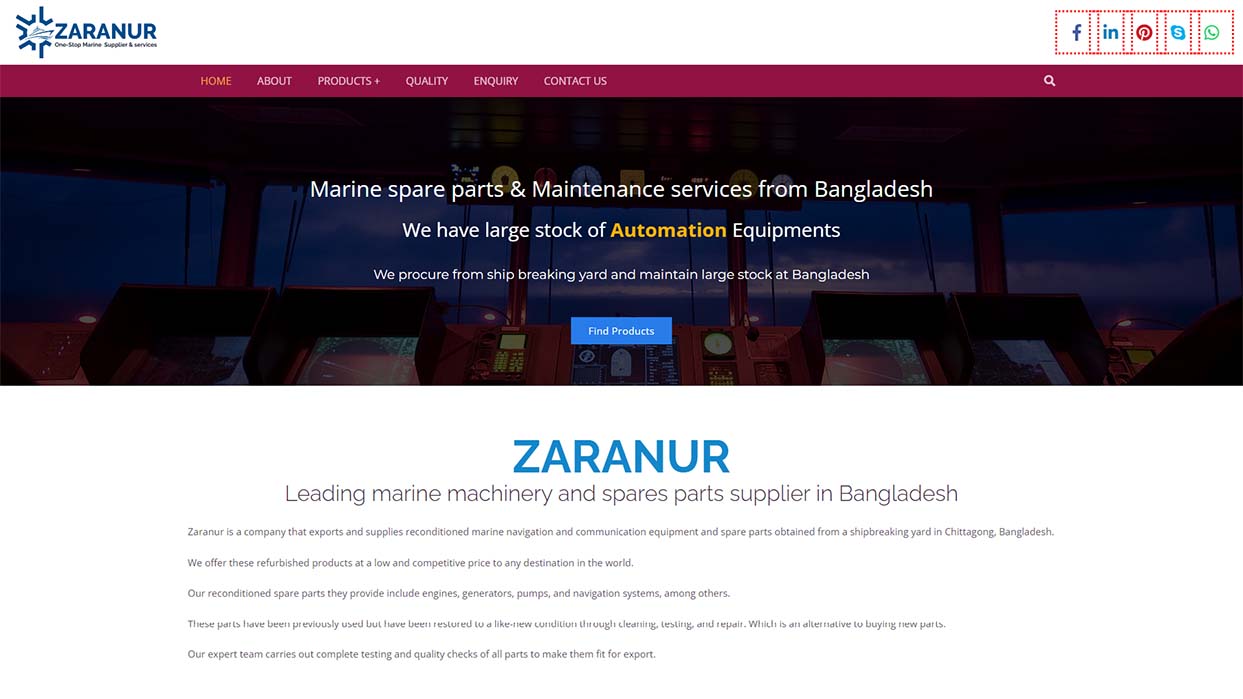 ZARANUR
One-Stop Marine Supplier & services
HOME ABOUT PRODUCTS + QUALITY ENQUIRY CONTACT US
Marine spare parts & Maintenance services from Bangladesh
We have large stock of Automation Equipments
We procure from ship breaking yard and maintain large stock at Bangladesh
Find Products
ZARANUR
Leading marine machinery and spares parts supplier in Bangladesh
Zaranur is a company that exports and supplies reconditioned marine navigation and communication equipment and spare parts obtained from a shipbreaking yard in Chittagong, Bangladesh.
We offer these refurbished products at a low and competitive price to any destination in the world.
Our reconditioned spare parts they provide include engines, generators, pumps, and navigation systems, among others.
These parts have been previously used but have been restored to a like-new condition through cleaning, testing, and repair. Which is an alternative to buying new parts.
Our expert team carries out complete testing and quality checks of all parts to make them fit for export.